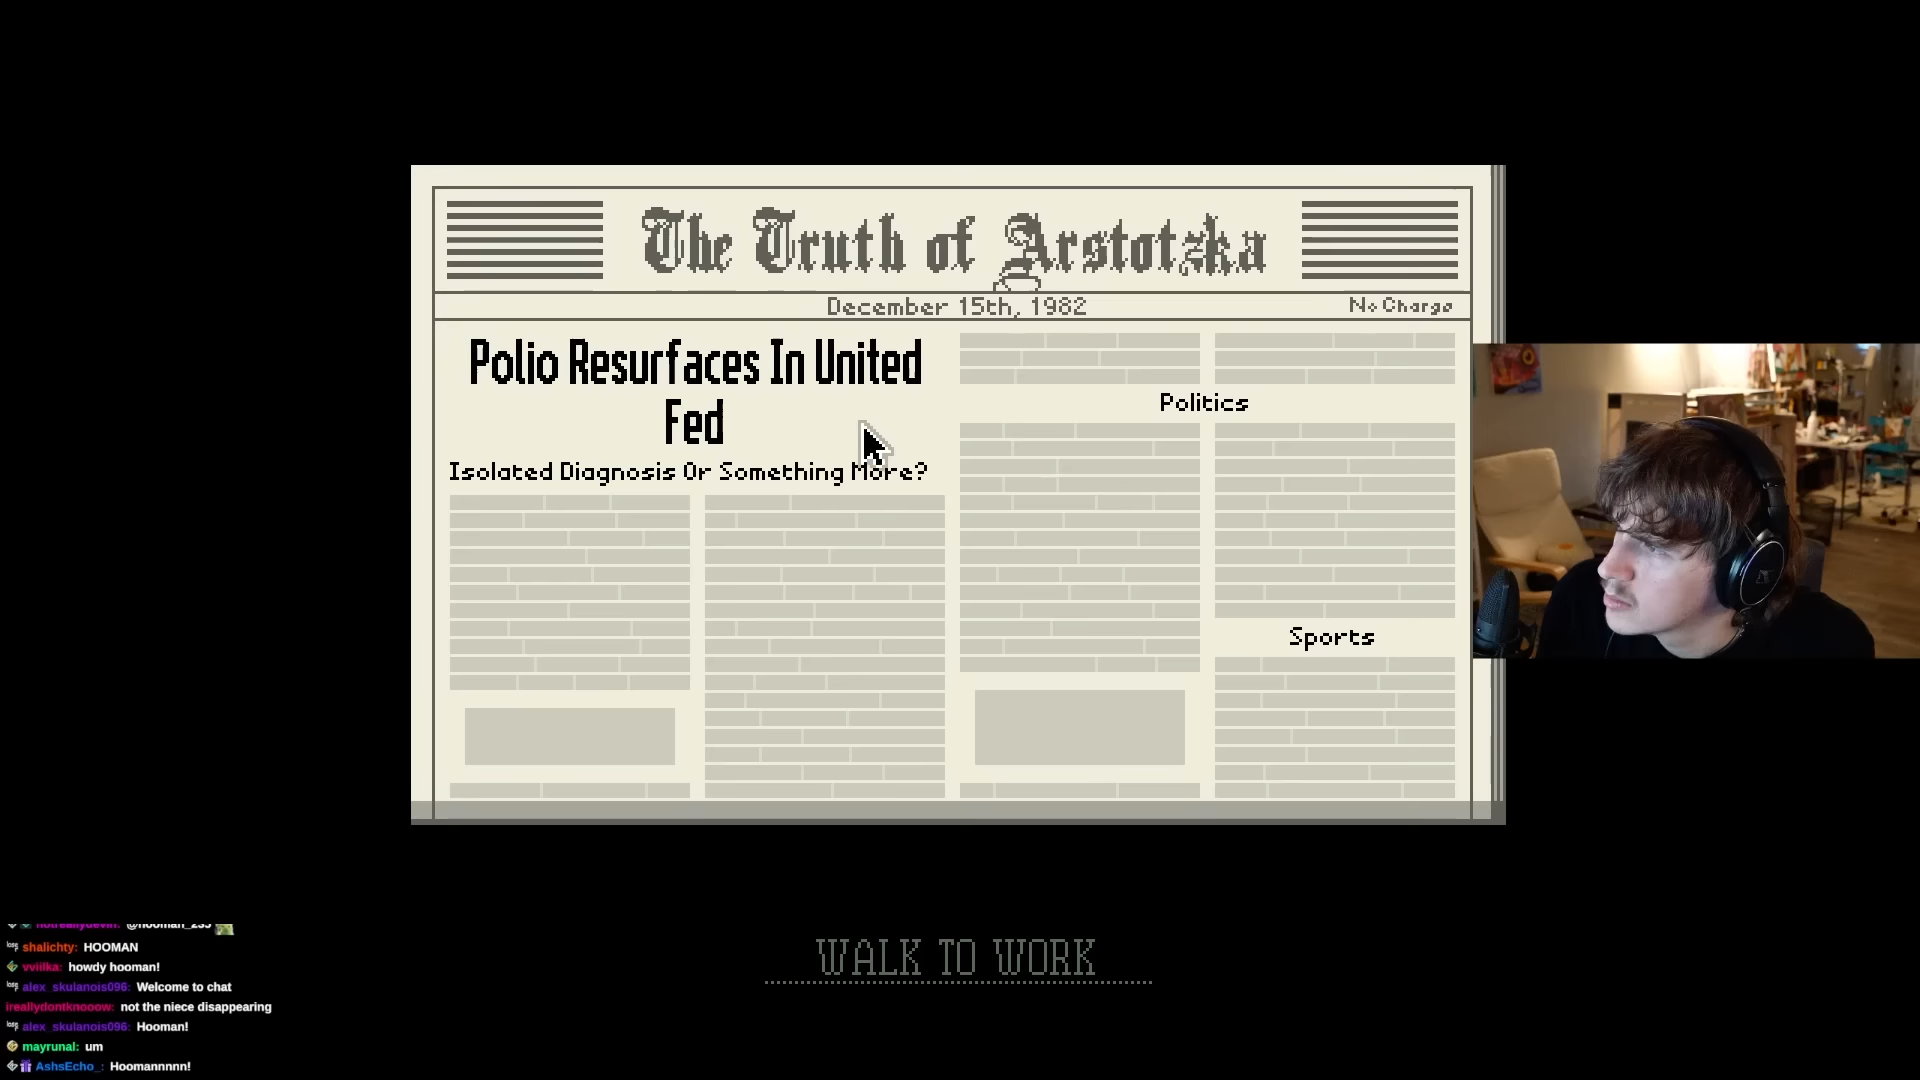 The Truth of Arstotzka
December 15th, 1982
No Charge
Polio Resurfaces In United
Fed
Isolated Diagnosis Or Something More?
Politics
Sports
WALK TO WORK
notreallydevin: @hooman_235
shalichty: HOOMAN
vviilka: howdy hooman!
alex_skulanois096: Welcome to chat
ireallydontknooow: not the niece disappearing
alex_skulanois096: Hooman!
mayrunal: um
AshsEcho_: Hoomannnnn!